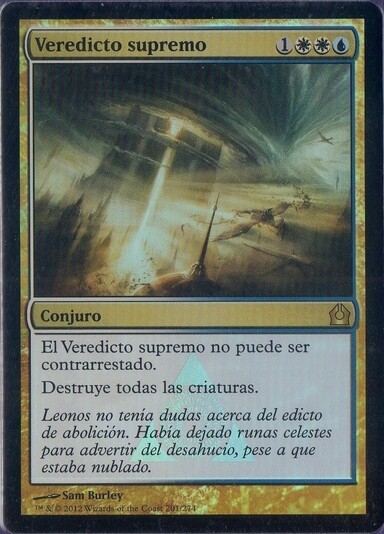 Veredicto supremo 1
Conjuro
El Veredicto supremo no puede ser
contrarrestado.
Destruye todas las criaturas.
Leonos no tenía dudas acerca del edicto
de abolición. Había dejado runas celestes
para advertir del desahucio, pese a que
estaba nublado.
Sam Burley
™ & © 2012 Wizards of the Coast 201/274